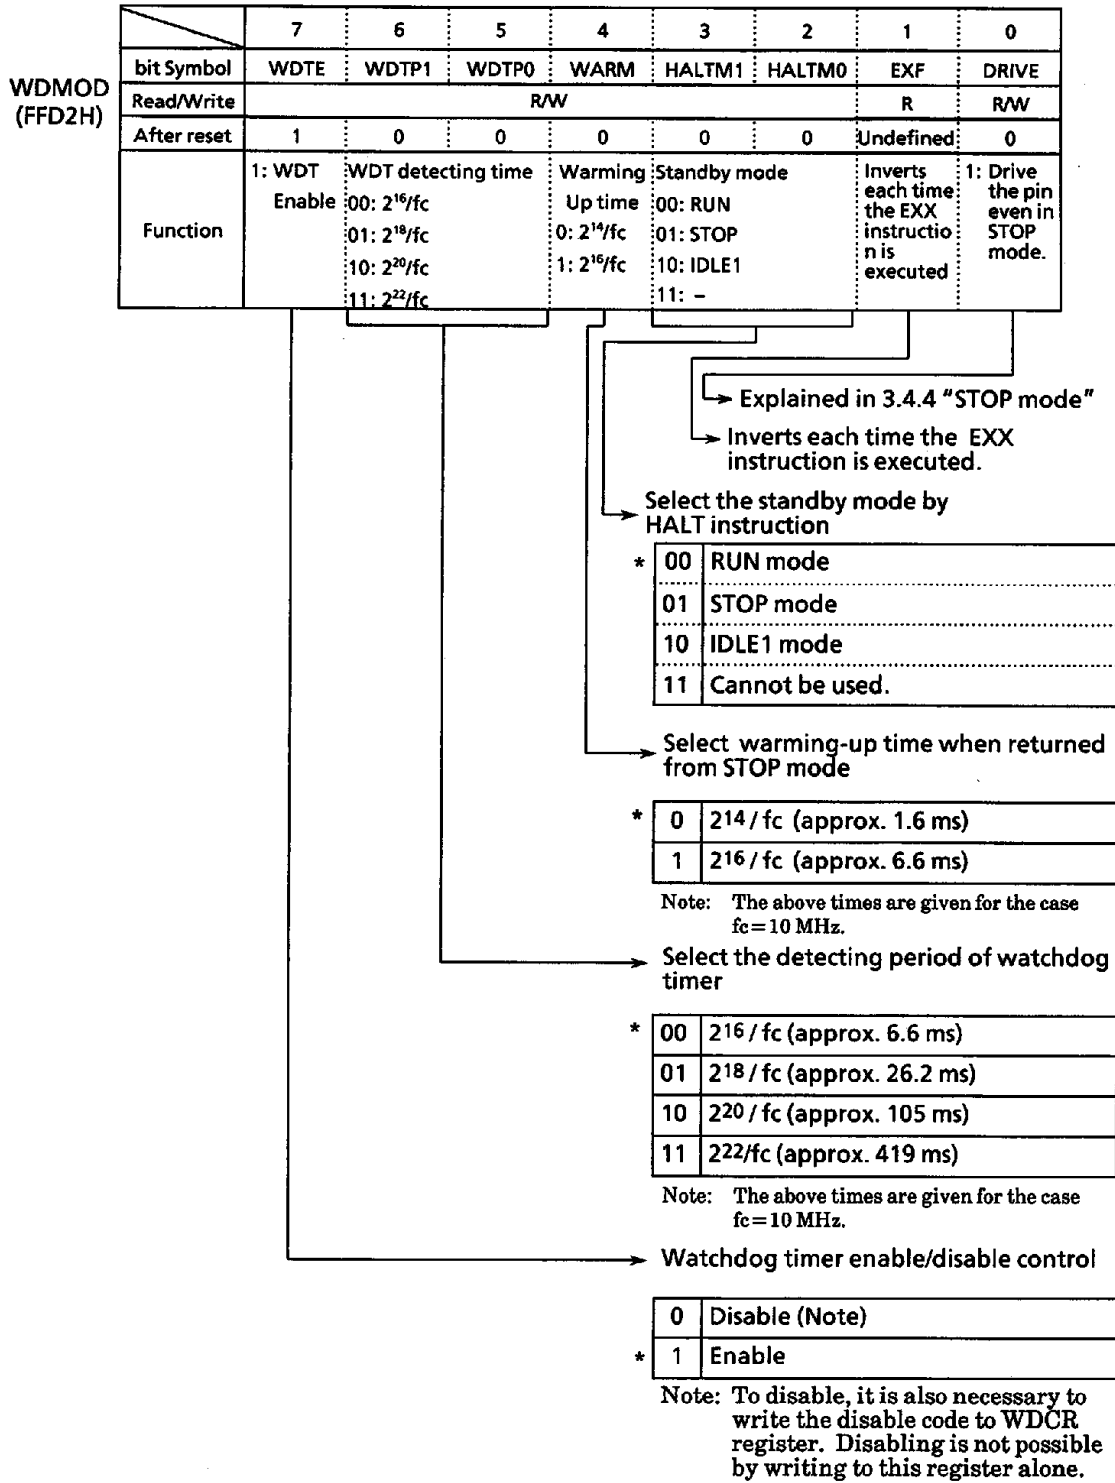 7 6 5 4 3 2 1 0
bit Symbol WDTE WDTP1 WDTP0 WARM HALTM1 HALTM0 EXF DRIVE
WDMOD
(FFD2H)
Read/Write R/W R R/W
After reset 1 0 0 0 0 0 Undefined 0
Function
1: WDT
Enable
WDT detecting time
00: 2¹⁶/fc
01: 2¹⁸/fc
10: 2²⁰/fc
11: 2²²/fc
Warming
Up time
0: 2¹⁴/fc
1: 2¹⁶/fc
Standby mode
00: RUN
01: STOP
10: IDLE1
11: –
Inverts
each time
the EXX
instructio
n is
executed
1: Drive
the pin
even in
STOP
mode.
Explained in 3.4.4 "STOP mode"
Inverts each time the EXX
instruction is executed.
Select the standby mode by
HALT instruction
* 00 RUN mode
01 STOP mode
10 IDLE1 mode
11 Cannot be used.
Select warming-up time when returned
from STOP mode
* 0 2¹⁴ / fc (approx. 1.6 ms)
1 2¹⁶ / fc (approx. 6.6 ms)
Note: The above times are given for the case
fc = 10 MHz.
Select the detecting period of watchdog
timer
* 00 2¹⁶ / fc (approx. 6.6 ms)
01 2¹⁸ / fc (approx. 26.2 ms)
10 2²⁰ / fc (approx. 105 ms)
11 2²²/fc (approx. 419 ms)
Note: The above times are given for the case
fc = 10 MHz.
Watchdog timer enable/disable control
0 Disable (Note)
* 1 Enable
Note: To disable, it is also necessary to
write the disable code to WDCR
register. Disabling is not possible
by writing to this register alone.